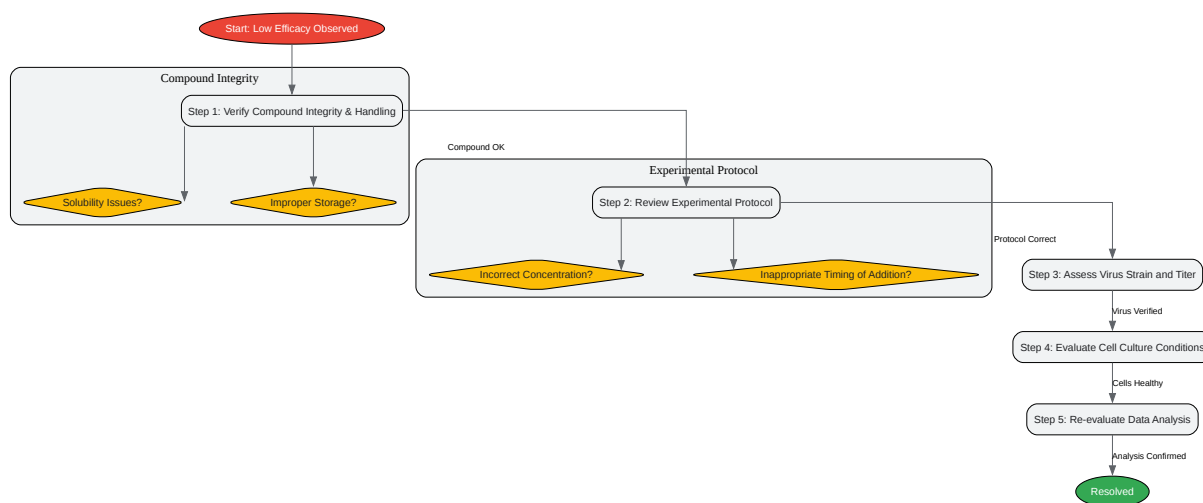 Start: Low Efficacy Observed
Compound Integrity
Step 1: Verify Compound Integrity & Handling
Compound OK
Solubility Issues?
Improper Storage?
Experimental Protocol
Step 2: Review Experimental Protocol
Protocol Correct
Incorrect Concentration?
Inappropriate Timing of Addition?
Step 3: Assess Virus Strain and Titer
Virus Verified
Step 4: Evaluate Cell Culture Conditions
Cells Healthy
Step 5: Re-evaluate Data Analysis
Analysis Confirmed
Resolved